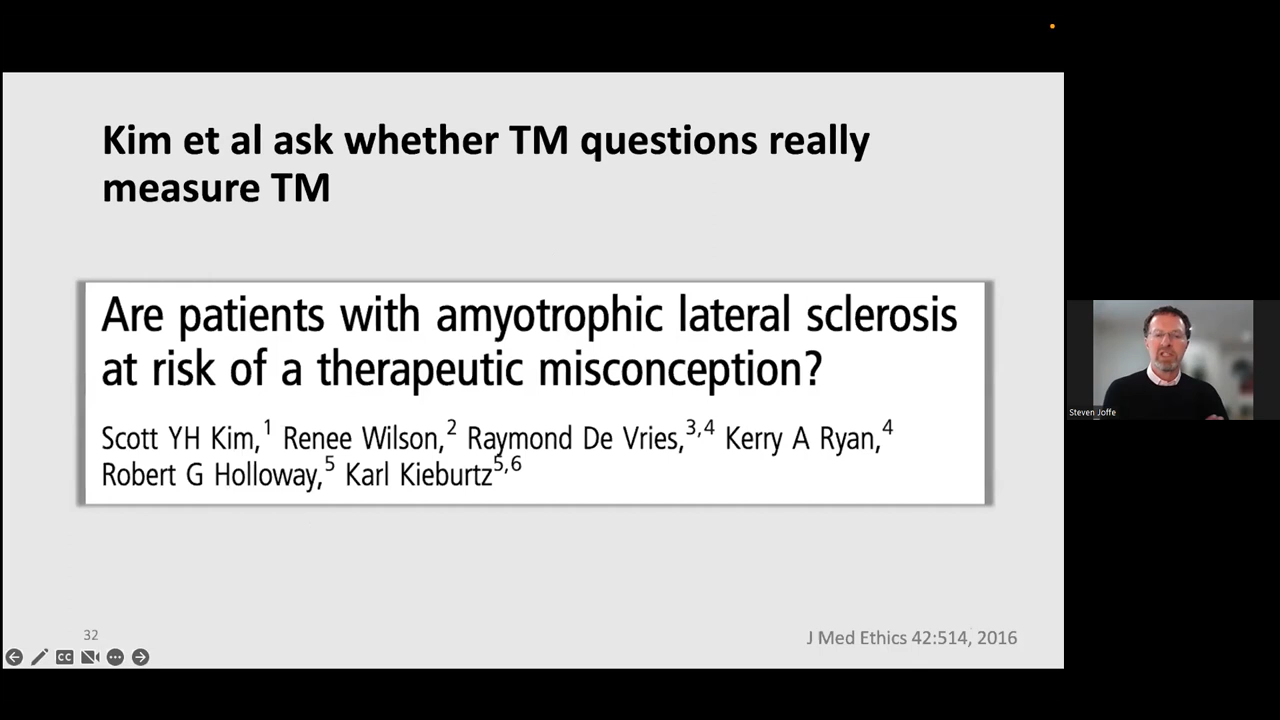 Kim et al ask whether TM questions really
measure TM
Are patients with amyotrophic lateral sclerosis
at risk of a therapeutic misconception?
Scott YH Kim,1 Renee Wilson,2 Raymond De Vries,3,4 Kerry A Ryan,4
Robert G Holloway,5 Karl Kieburtz5,6
Steven Joffe
32
J Med Ethics 42:514, 2016
CC